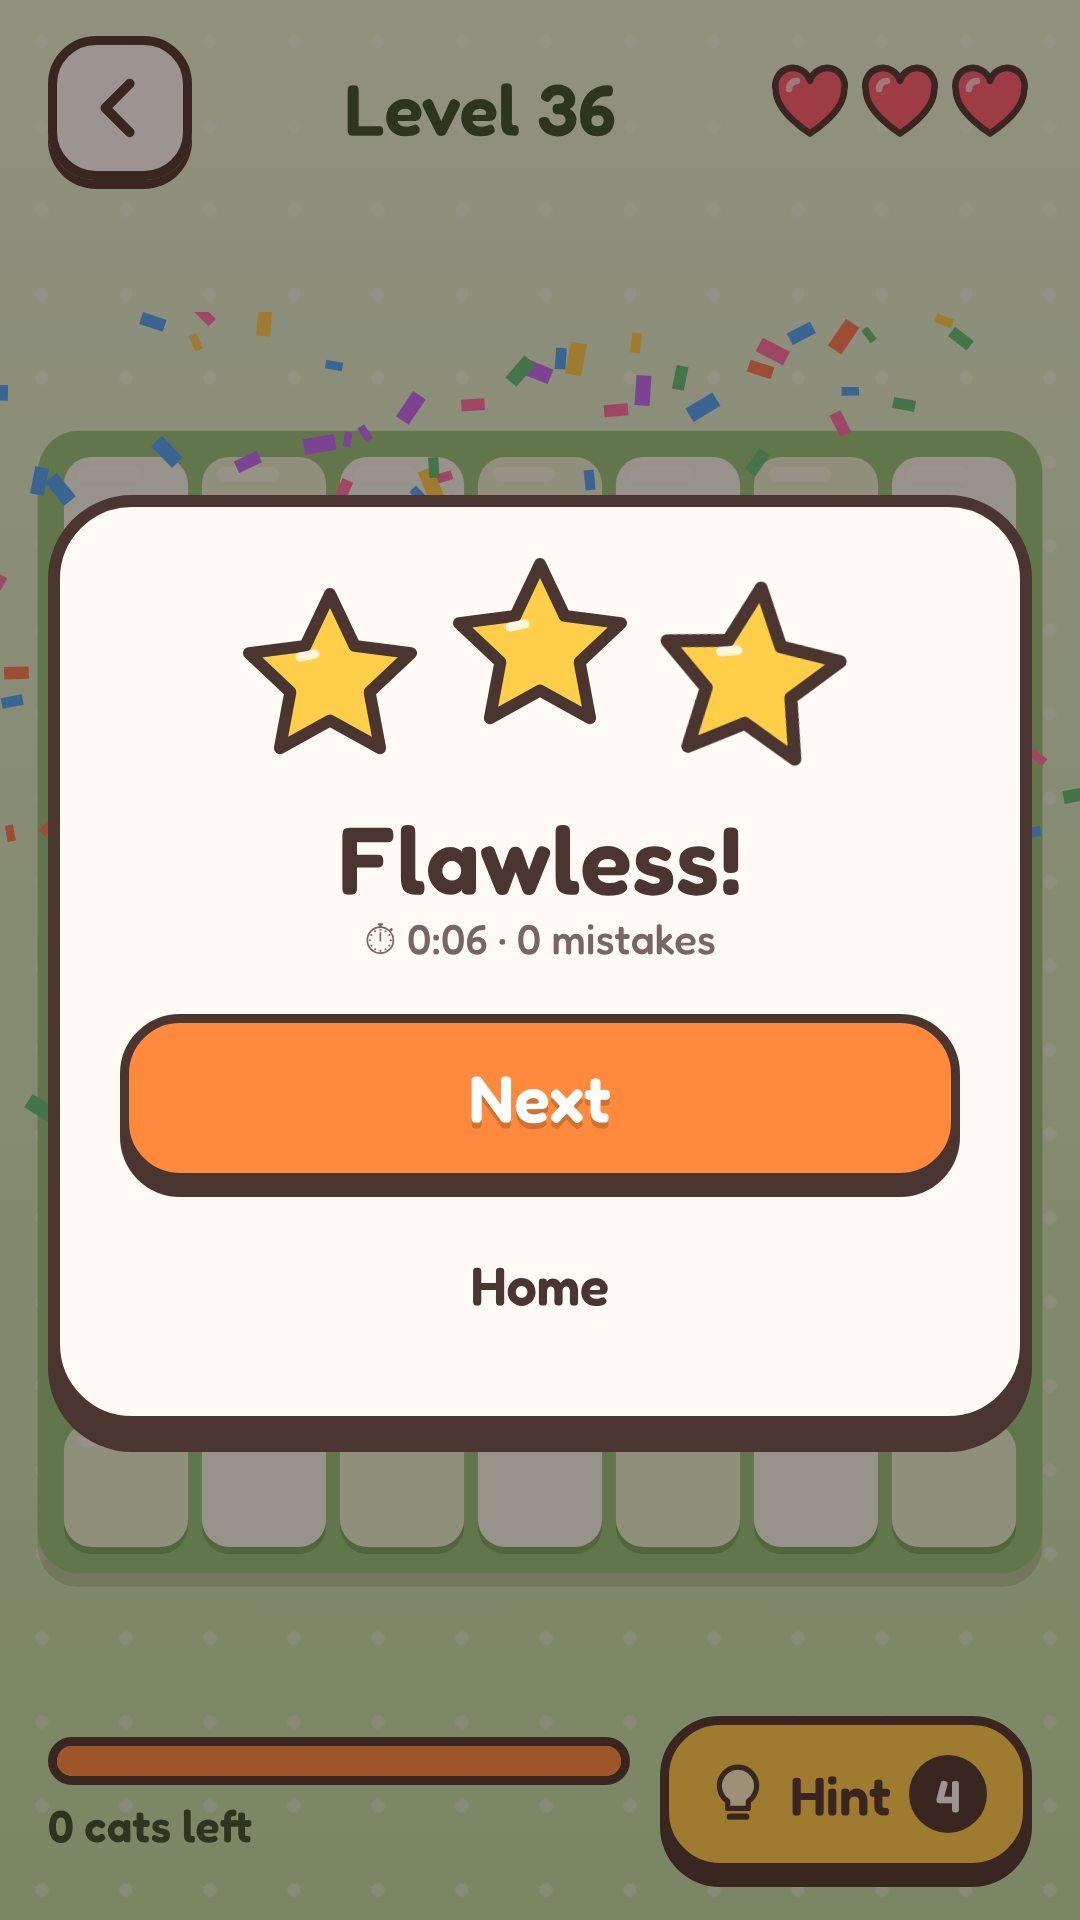 Level 36
Flawless!
⏱ 0:06 · 0 mistakes
Next
Home
0 cats left
Hint 4